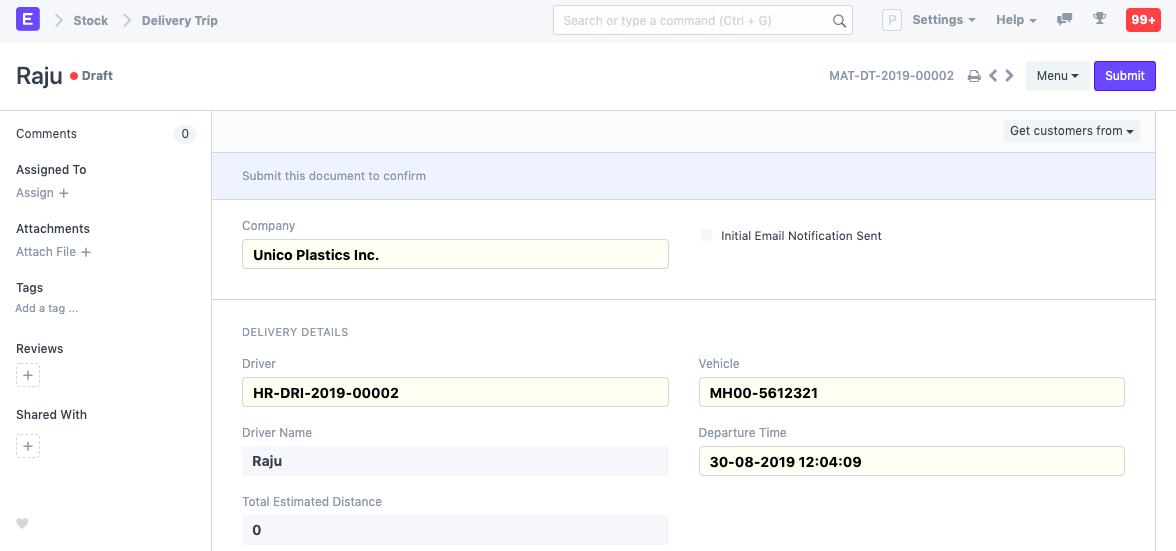 E Stock Delivery Trip Search or type a command (Ctrl + G) P Settings Help 99+
Raju Draft MAT-DT-2019-00002 Menu Submit
Comments 0
Assigned To
Assign +
Attachments
Attach File +
Tags
Add a tag ...
Reviews
+
Shared With
+
Get customers from
Submit this document to confirm
Company
Unico Plastics Inc.
Initial Email Notification Sent
DELIVERY DETAILS
Driver
HR-DRI-2019-00002
Vehicle
MH00-5612321
Driver Name
Raju
Departure Time
30-08-2019 12:04:09
Total Estimated Distance
0